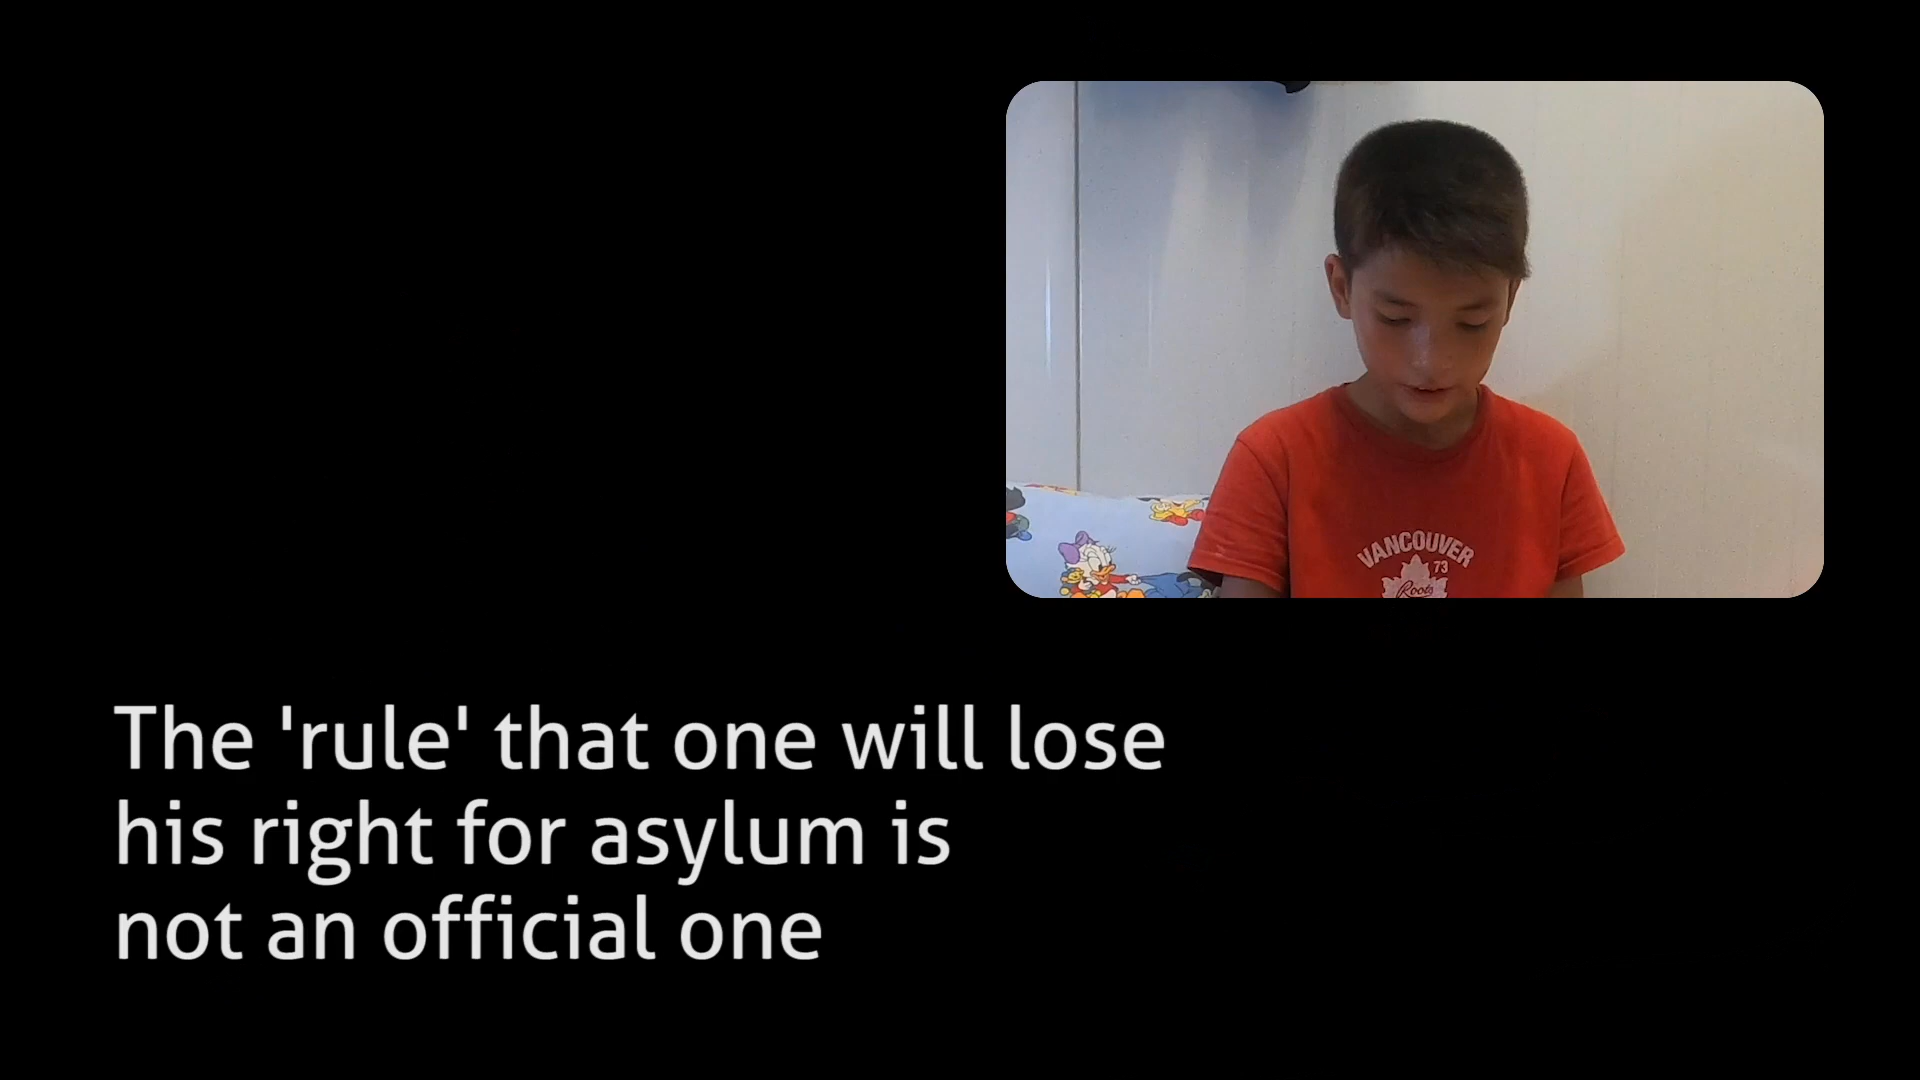 VANCOUVER
73
Roots
The 'rule' that one will lose
his right for asylum is
not an official one